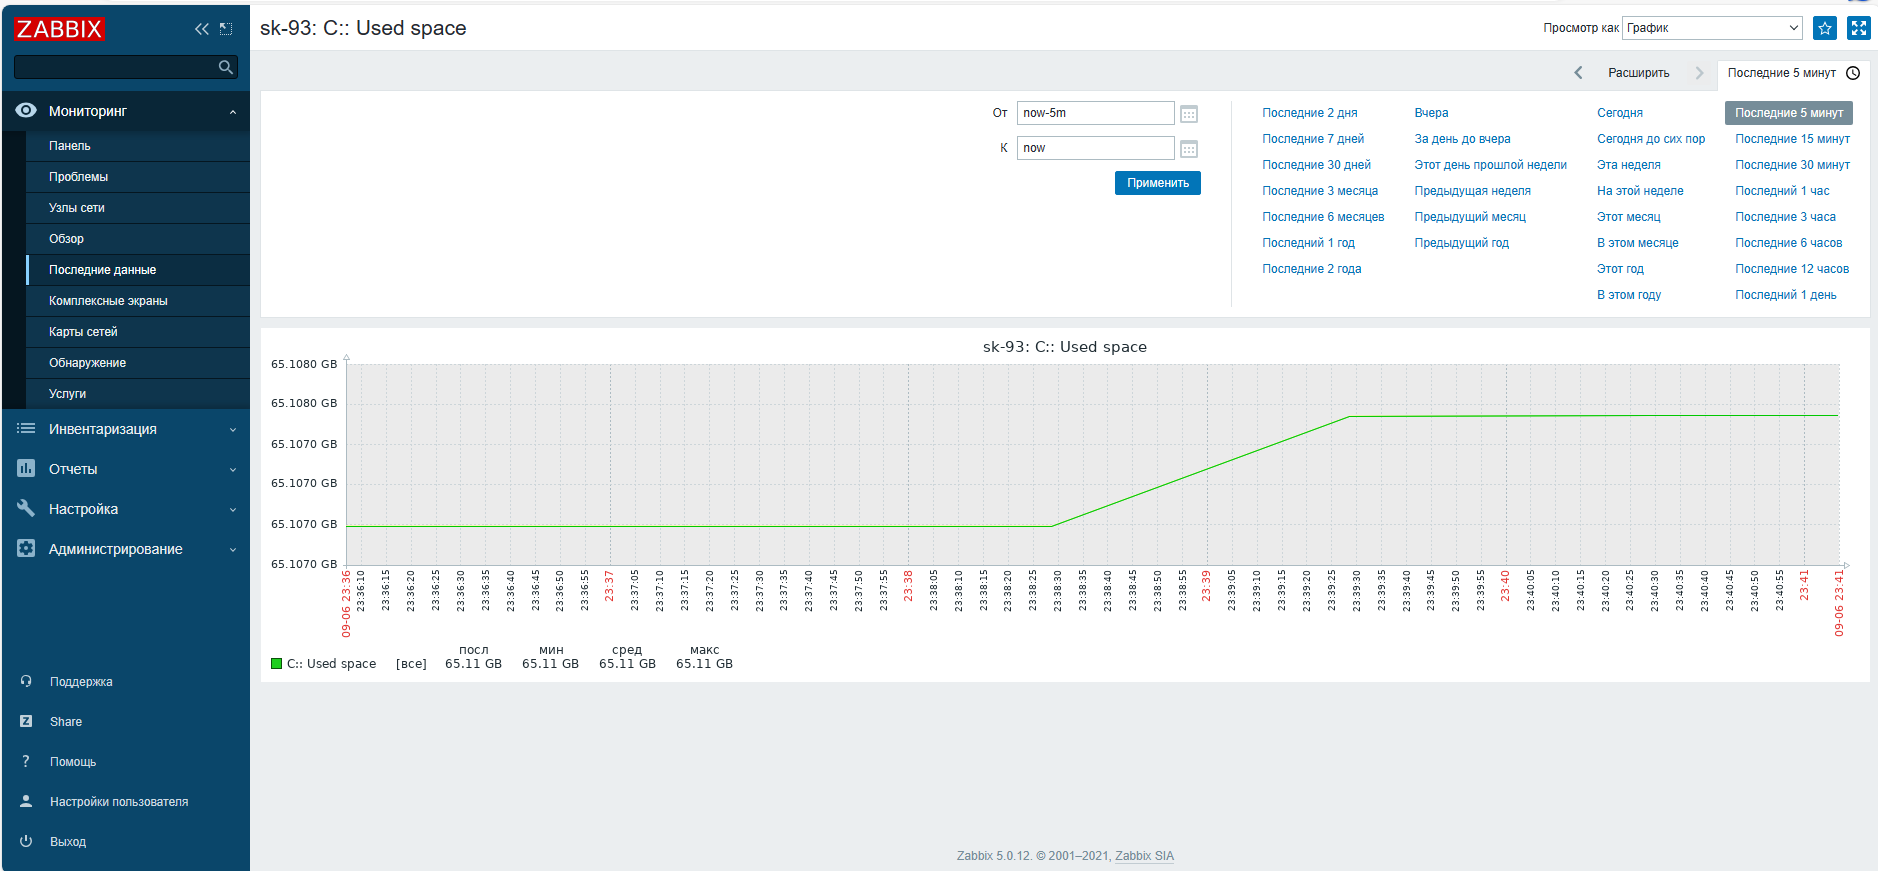 ZABBIX
Мониторинг
Панель
Проблемы
Узлы сети
Обзор
Последние данные
Комплексные экраны
Карты сетей
Обнаружение
Услуги
Инвентаризация
Отчеты
Настройка
Администрирование
Поддержка
Z Share
? Помощь
Настройки пользователя
Выход
sk-93: C:: Used space
Просмотр как График
Расширить
Последние 5 минут
От now-5m
К now
Применить
Последние 2 дня
Последние 7 дней
Последние 30 дней
Последние 3 месяца
Последние 6 месяцев
Последний 1 год
Последние 2 года
Вчера
За день до вчера
Этот день прошлой недели
Предыдущая неделя
Предыдущий месяц
Предыдущий год
Сегодня
Сегодня до сих пор
Эта неделя
На этой неделе
Этот месяц
В этом месяце
Этот год
В этом году
Последние 5 минут
Последние 15 минут
Последние 30 минут
Последний 1 час
Последние 3 часа
Последние 6 часов
Последние 12 часов
Последний 1 день
sk-93: C:: Used space
65.1080 GB
65.1080 GB
65.1070 GB
65.1070 GB
65.1070 GB
65.1070 GB
09-06 23:36
23:36:10
23:36:15
23:36:20
23:36:25
23:36:30
23:36:35
23:36:40
23:36:45
23:36:50
23:36:55
23:37
23:37:05
23:37:10
23:37:15
23:37:20
23:37:25
23:37:30
23:37:35
23:37:40
23:37:45
23:37:50
23:37:55
23:38
23:38:05
23:38:10
23:38:15
23:38:20
23:38:25
23:38:30
23:38:35
23:38:40
23:38:45
23:38:50
23:38:55
23:39
23:39:05
23:39:10
23:39:15
23:39:20
23:39:25
23:39:30
23:39:35
23:39:40
23:39:45
23:39:50
23:39:55
23:40
23:40:05
23:40:10
23:40:15
23:40:20
23:40:25
23:40:30
23:40:35
23:40:40
23:40:45
23:40:50
23:40:55
23:41
09-06 23:41
посл мин сред макс
C:: Used space [все] 65.11 GB 65.11 GB 65.11 GB 65.11 GB
Zabbix 5.0.12. © 2001–2021, Zabbix SIA